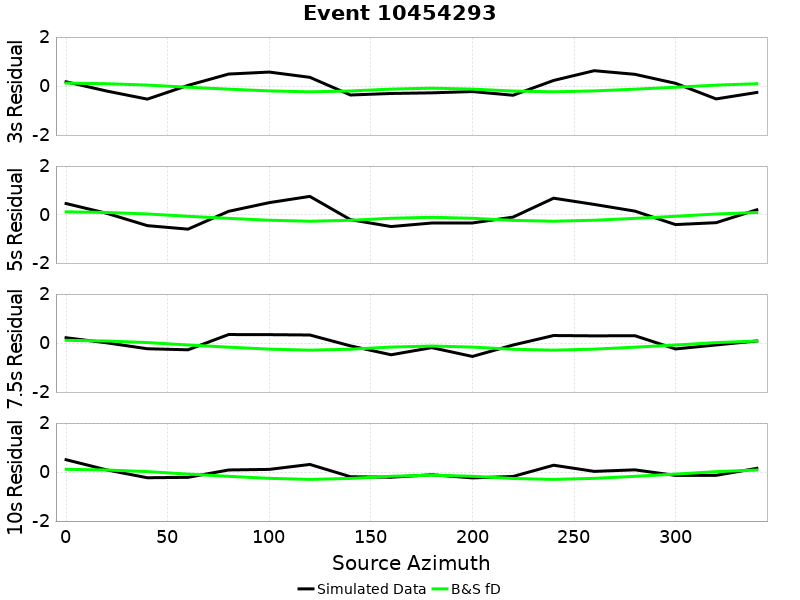 Event 10454293
3s Residual
2
0
-2
5s Residual
2
0
-2
7.5s Residual
2
0
-2
10s Residual
2
0
-2
0 50 100 150 200 250 300
Source Azimuth
Simulated Data B&S fD